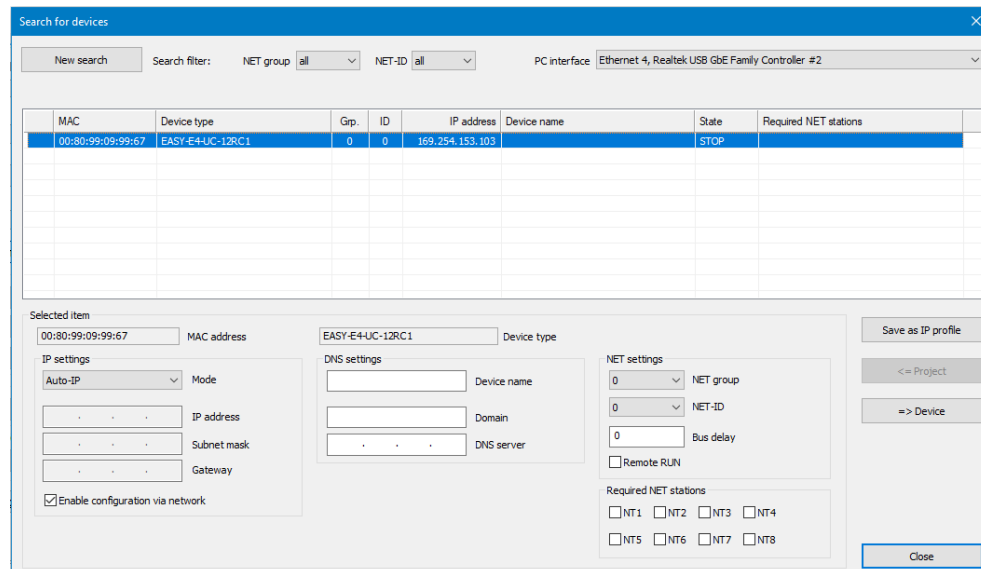 Search for devices
New search Search filter: NET group all NET-ID all PC interface Ethernet 4, Realtek USB GbE Family Controller #2
MAC Device type Grp. ID IP address Device name State Required NET stations
00:80:99:09:99:67 EASY-E4-UC-12RC1 0 0 169.254.153.103 STOP
Selected item
00:80:99:09:99:67 MAC address EASY-E4-UC-12RC1 Device type Save as IP profile
IP settings DNS settings NET settings
Auto-IP Mode Device name 0 NET group <= Project
IP address Domain 0 NET-ID => Device
Subnet mask DNS server 0 Bus delay
Gateway Remote RUN
Enable configuration via network Required NET stations
NT1 NT2 NT3 NT4
NT5 NT6 NT7 NT8
Close